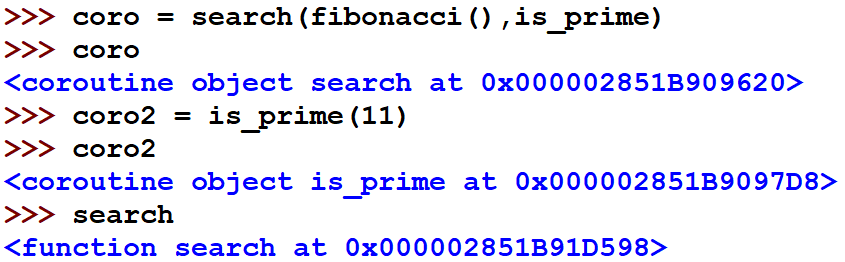 >>> coro = search(fibonacci(),is_prime)
>>> coro
<coroutine object search at 0x000002851B909620>
>>> coro2 = is_prime(11)
>>> coro2
<coroutine object is_prime at 0x000002851B9097D8>
>>> search
<function search at 0x000002851B91D598>